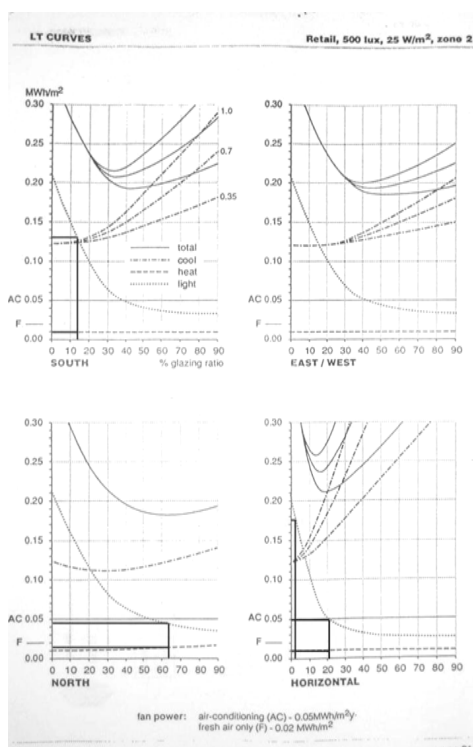 LT CURVES
Retail, 500 lux, 25 W/m², zone 2
MWh/m²
0.30
0.25
0.20
0.15
0.10
AC 0.05
F
0.00
1.0
0.7
0.35
total
cool
heat
light
0 10 20 30 40 50 60 70 80 90
SOUTH % glazing ratio
0.30
0.25
0.20
0.15
0.10
AC 0.05
F
0.00
0 10 20 30 40 50 60 70 80 90
EAST / WEST
0.30
0.25
0.20
0.15
0.10
AC 0.05
F
0.00
0 10 20 30 40 50 60 70 80 90
NORTH
0.30
0.25
0.20
0.15
0.10
AC 0.05
F
0.00
0 10 20 30 40 50 60 70 80 90
HORIZONTAL
fan power: air-conditioning (AC) - 0.05MWh/m²y
fresh air only (F) - 0.02 MWh/m²